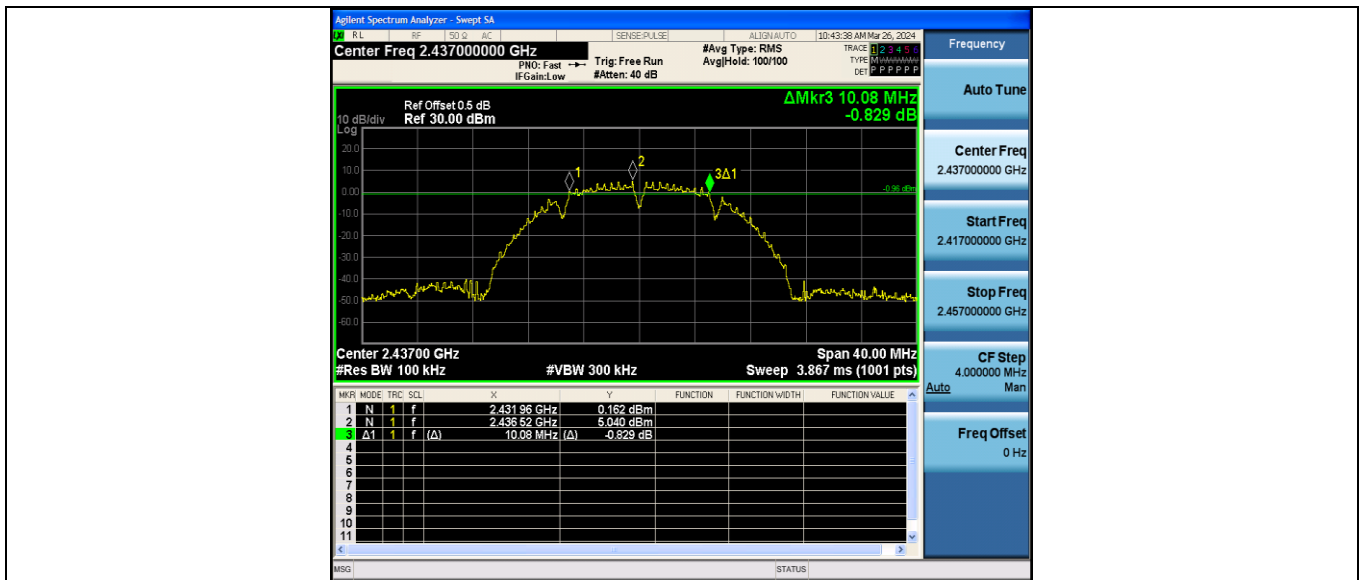 Agilent Spectrum Analyzer - Swept SA
RL RF 50 Ω AC SENSE:PULSE ALIGNAUTO 10:43:38 AM Mar 26, 2024
Center Freq 2.437000000 GHz
PNO: Fast
IFGain:Low
Trig: Free Run
#Atten: 40 dB
#Avg Type: RMS
Avg|Hold: 100/100
TRACE 1 2 3 4 5 6
TYPE M
DET P P P P P P
Frequency
Auto Tune
Center Freq
2.437000000 GHz
Start Freq
2.417000000 GHz
Stop Freq
2.457000000 GHz
CF Step
4.000000 MHz
Auto Man
Freq Offset
0 Hz
ΔMkr3 10.08 MHz
-0.829 dB
Ref Offset 0.5 dB
10 dB/div Ref 30.00 dBm
Log
20.0
10.0
0.00
-10.0
-20.0
-30.0
-40.0
-50.0
-60.0
1
2
3Δ1
-0.96 dBm
Center 2.43700 GHz Span 40.00 MHz
#Res BW 100 kHz #VBW 300 kHz Sweep 3.867 ms (1001 pts)
MKR MODE TRC SCL X Y FUNCTION FUNCTION WIDTH FUNCTION VALUE
1 N 1 f 2.431 96 GHz 0.162 dBm
2 N 1 f 2.436 52 GHz 5.040 dBm
3 Δ1 1 f (Δ) 10.08 MHz (Δ) -0.829 dB
4
5
6
7
8
9
10
11
MSG STATUS